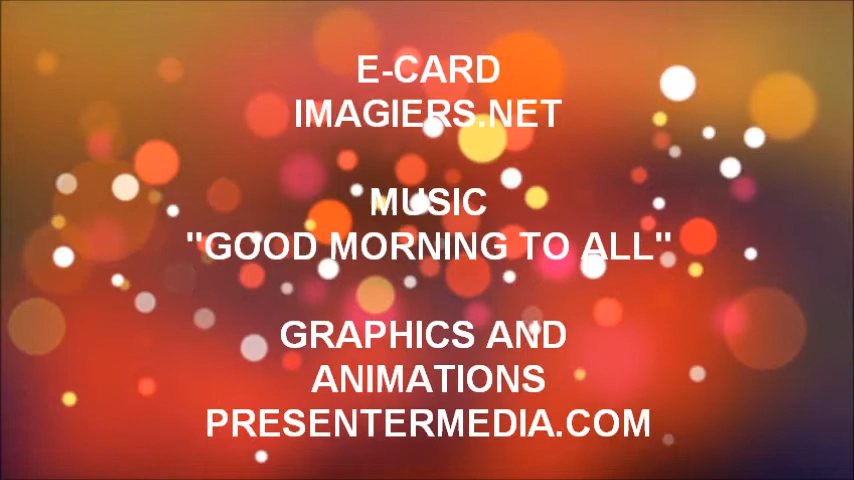 E-CARD
IMAGIERS.NET
MUSIC
"GOOD MORNING TO ALL"
GRAPHICS AND
ANIMATIONS
PRESENTERMEDIA.COM